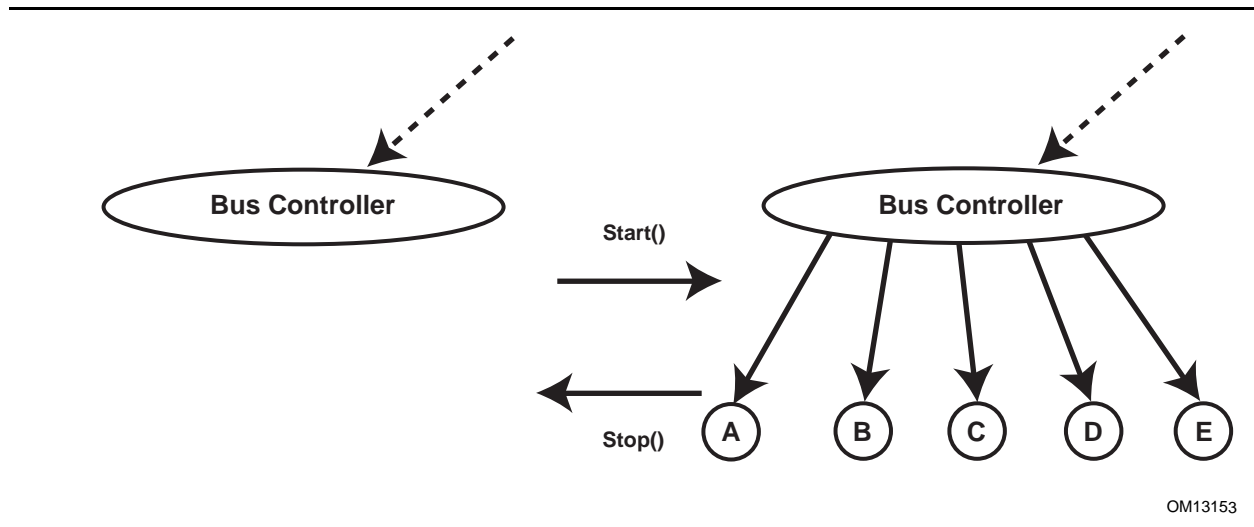 Bus Controller
Bus Controller
Start()
Stop()
A
B
C
D
E
OM13153